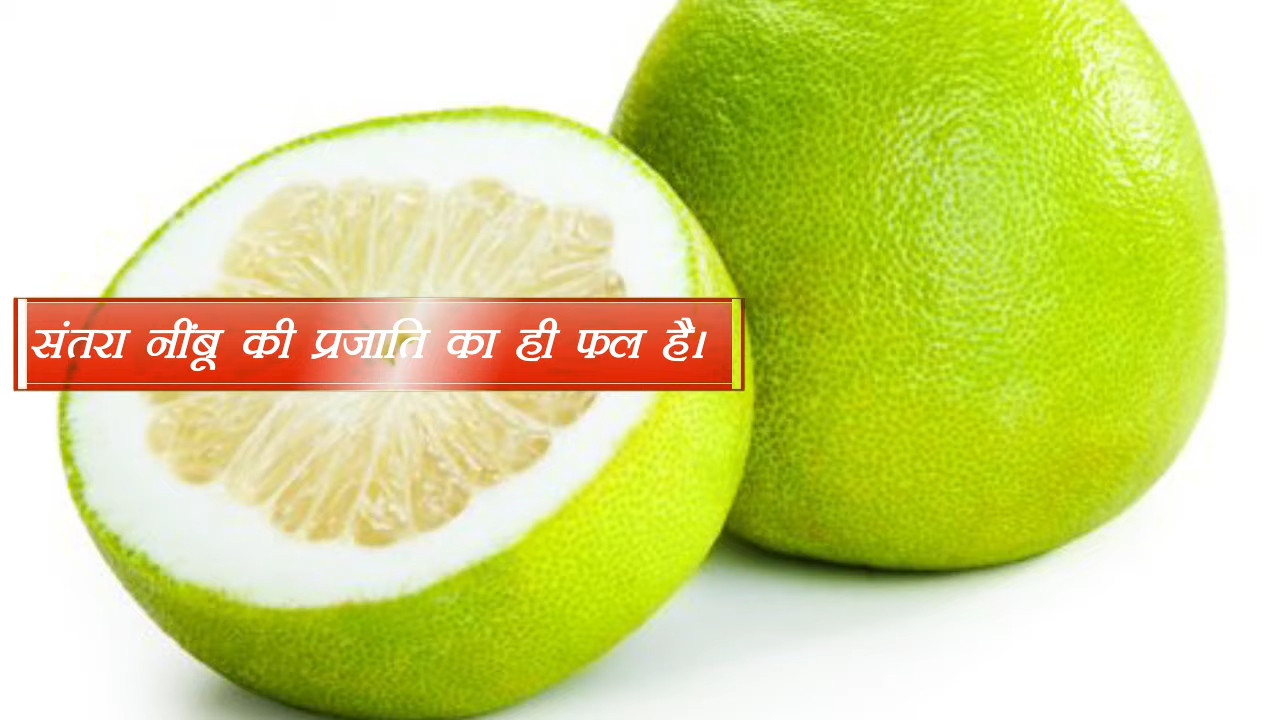 संतरा नींबू की प्रजाति का ही फल है।